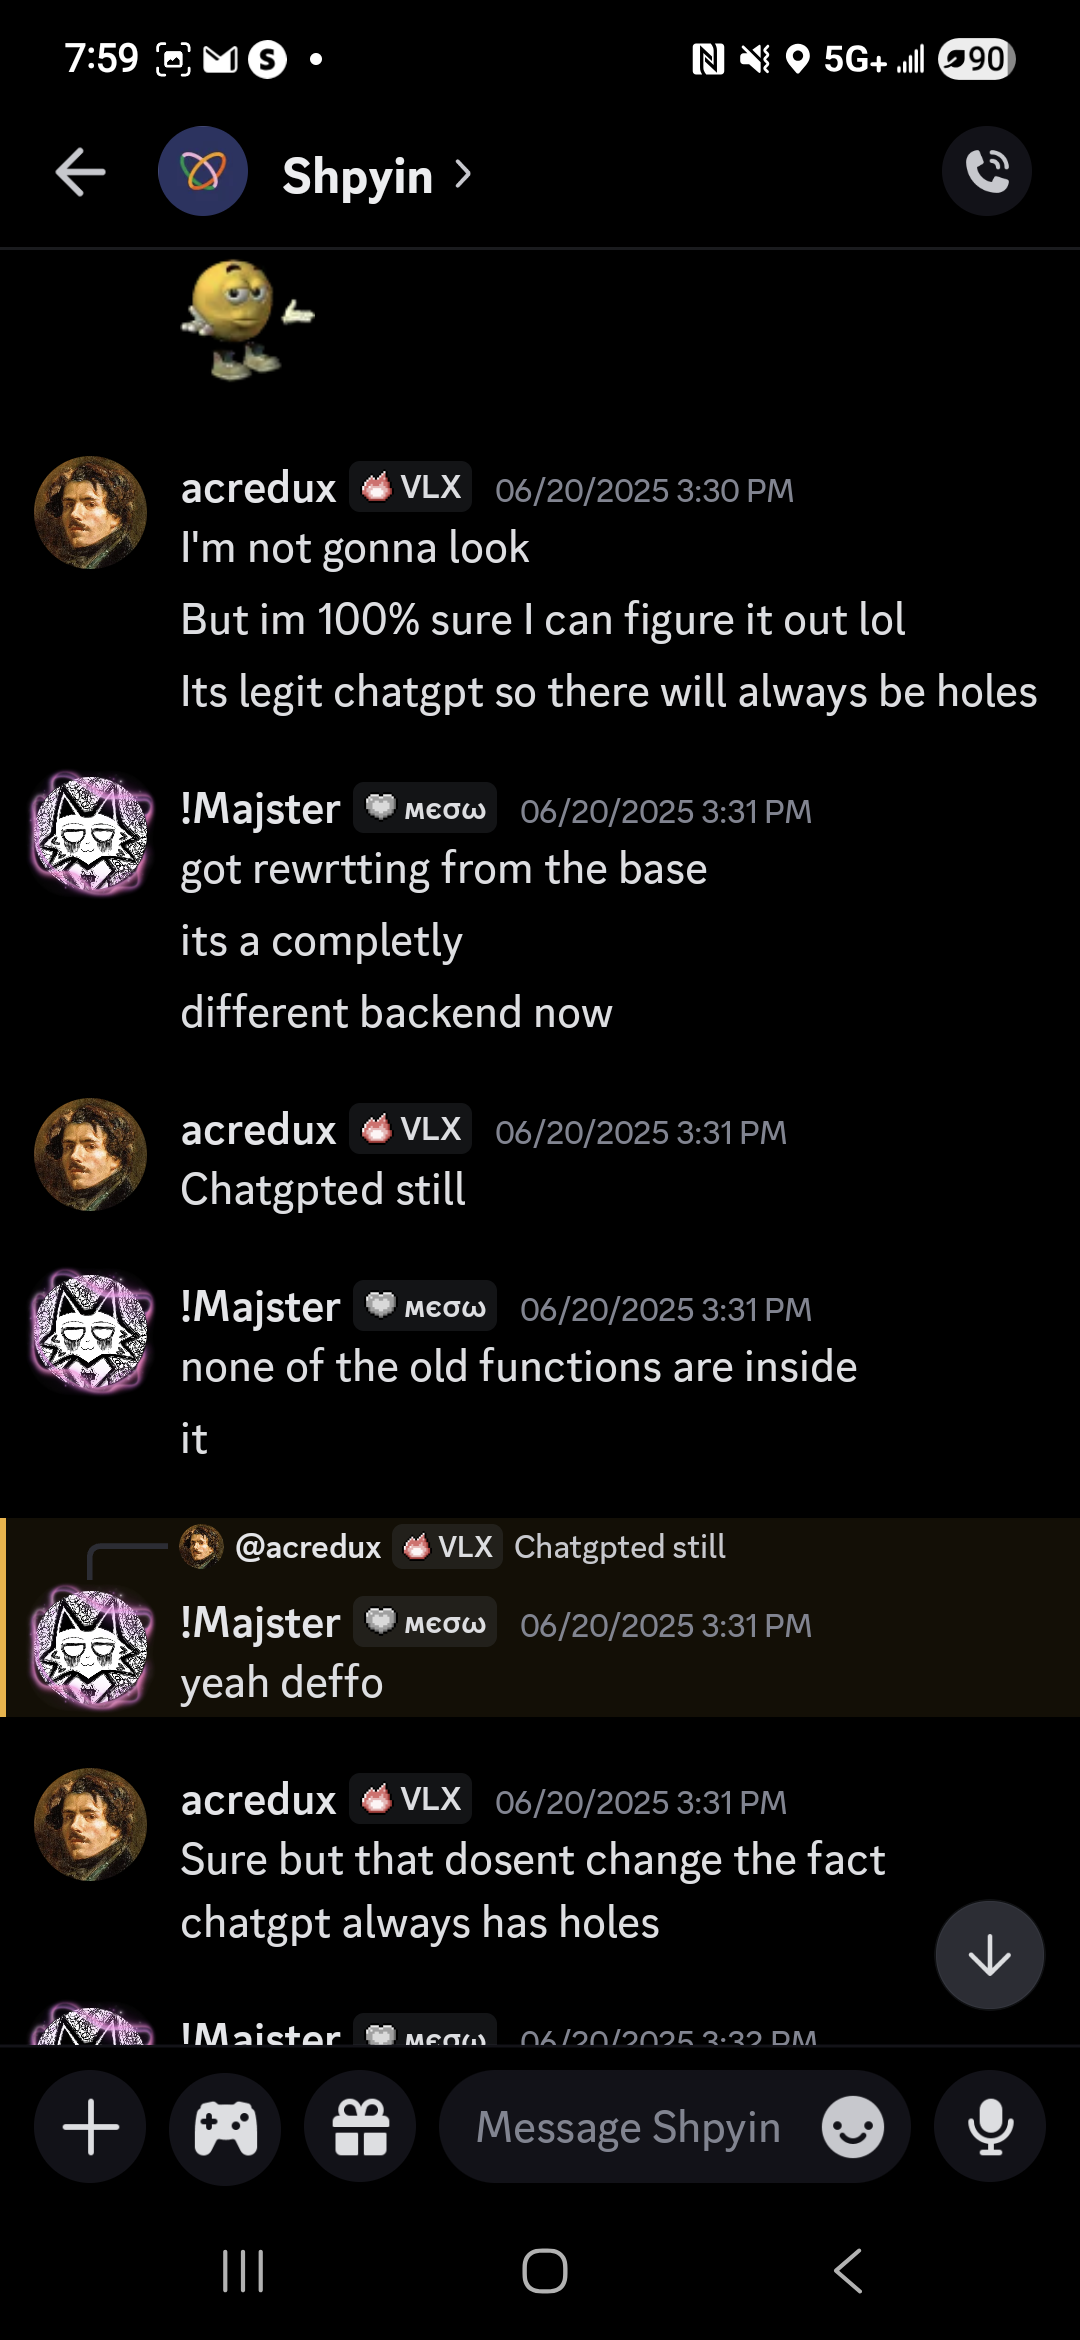 7:59 S 5G+ 90
Shpyin
acredux VLX 06/20/2025 3:30 PM
I'm not gonna look
But im 100% sure I can figure it out lol
Its legit chatgpt so there will always be holes
!Majster мєσω 06/20/2025 3:31 PM
got rewrtting from the base
its a completly
different backend now
acredux VLX 06/20/2025 3:31 PM
Chatgpted still
!Majster мєσω 06/20/2025 3:31 PM
none of the old functions are inside
it
@acredux VLX Chatgpted still
!Majster мєσω 06/20/2025 3:31 PM
yeah deffo
acredux VLX 06/20/2025 3:31 PM
Sure but that dosent change the fact
chatgpt always has holes
!Majster мєσω 06/20/2025 3:32 PM
Message Shpyin